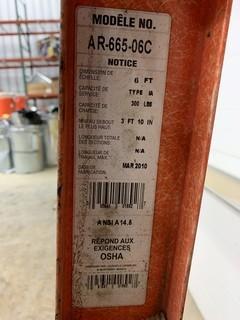 MODÈLE NO.
AR-665-06C
NOTICE
DIMENSION DE
ÉCHELLE 6 FT
CAPACITÉ DE
SERVICE: TYPE IA
CAPACITÉ DE
CHARGE: 300 LBS
NIVEAU DEBOUT
LE PLUS HAUT: 3 FT 10 IN
LONGUEUR TOTALE
DES SECTIONS: N/A
LONGUEUR DE
TRAVAIL MAX. N/A
DATE DE
FABRICATION: MAR 2010
ANSI A14.5
RÉPOND AUX
EXIGENCES
OSHA